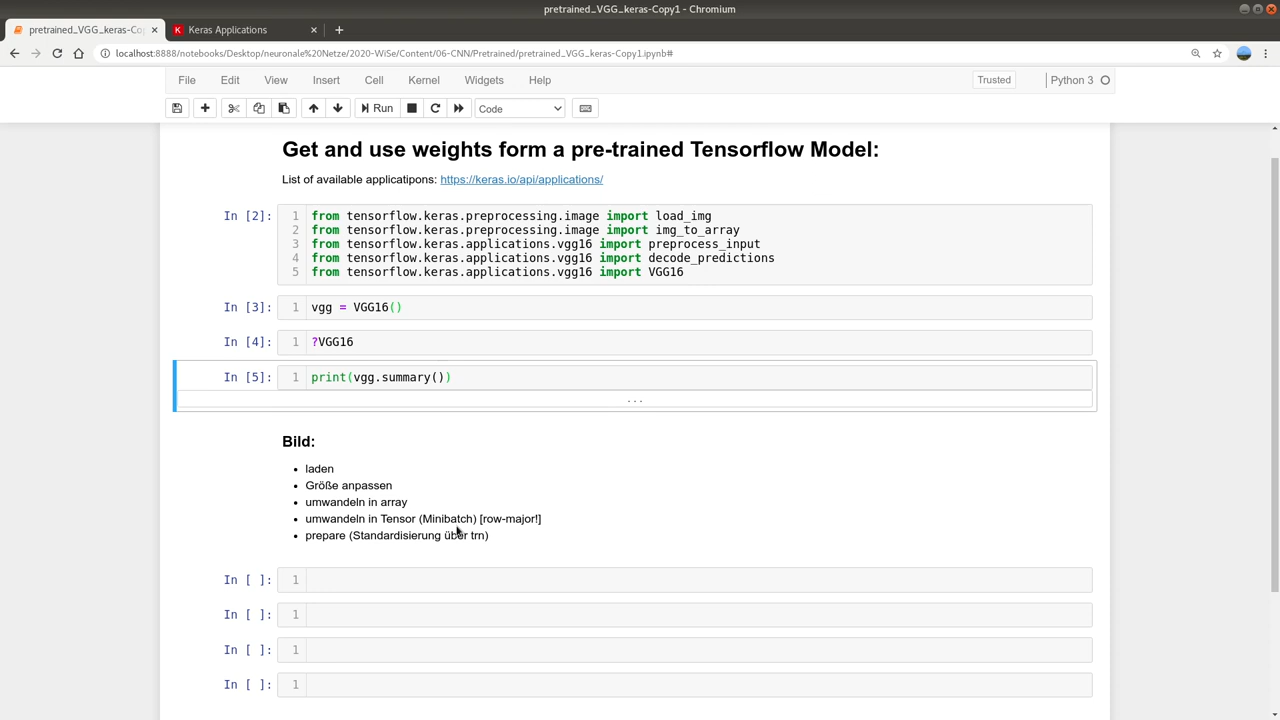 pretrained_VGG_keras-Copy1 - Chromium
pretrained_VGG_keras-Co
Keras Applications
localhost:8888/notebooks/Desktop/neuronale%20Netze/2020-WiSe/Content/06-CNN/Pretrained/pretrained_VGG_keras-Copy1.ipynb#
File Edit View Insert Cell Kernel Widgets Help Trusted Python 3
Run Code
Get and use weights form a pre-trained Tensorflow Model:
List of available applicatipons: https://keras.io/api/applications/
In [2]: 1 from tensorflow.keras.preprocessing.image import load_img
2 from tensorflow.keras.preprocessing.image import img_to_array
3 from tensorflow.keras.applications.vgg16 import preprocess_input
4 from tensorflow.keras.applications.vgg16 import decode_predictions
5 from tensorflow.keras.applications.vgg16 import VGG16
In [3]: 1 vgg = VGG16()
In [4]: 1 ?VGG16
In [5]: 1 print(vgg.summary())
...
Bild:
• laden
• Größe anpassen
• umwandeln in array
• umwandeln in Tensor (Minibatch) [row-major!]
• prepare (Standardisierung über trn)
In [ ]: 1
In [ ]: 1
In [ ]: 1
In [ ]: 1